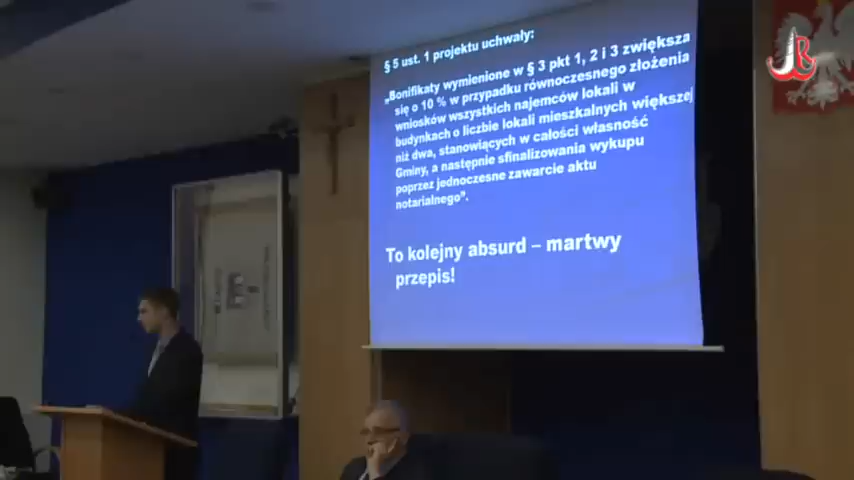 § 5 ust. 1 projektu uchwały:
„Bonifikaty wymienione w § 3 pkt 1, 2 i 3 zwiększa
się o 10 % w przypadku równoczesnego złożenia
wniosków wszystkich najemców lokali w
budynkach o liczbie lokali mieszkalnych większej
niż dwa, stanowiących w całości własność
Gminy, a następnie sfinalizowania wykupu
poprzez jednoczesne zawarcie aktu
notarialnego”.
To kolejny absurd – martwy
przepis!